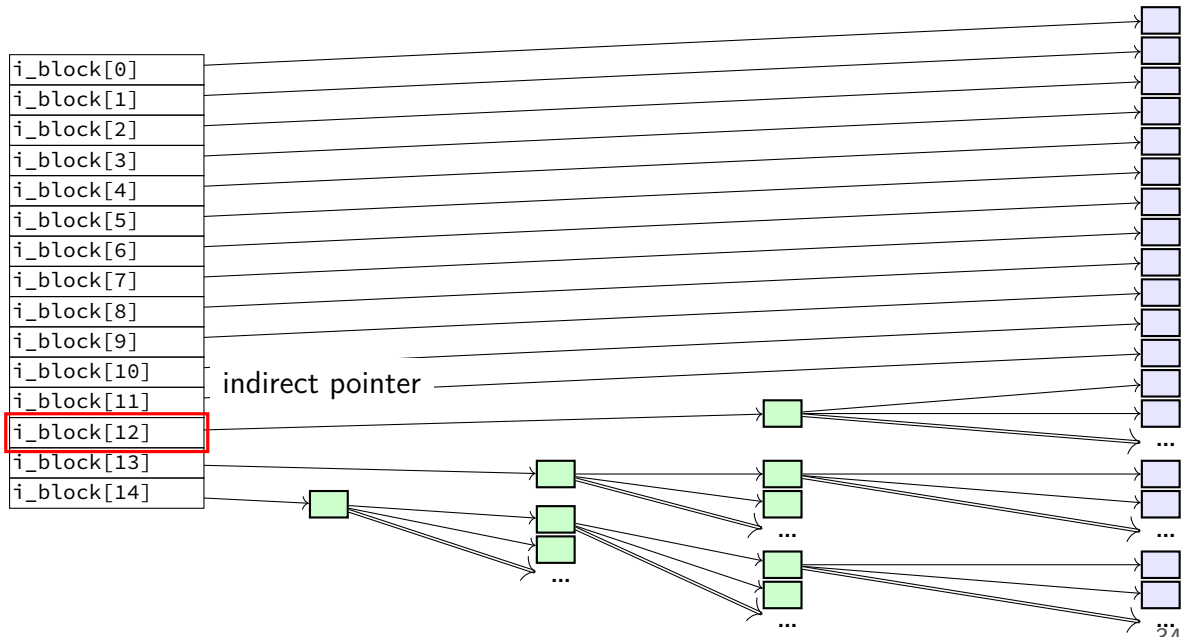 i_block[0]
i_block[1]
i_block[2]
i_block[3]
i_block[4]
i_block[5]
i_block[6]
i_block[7]
i_block[8]
i_block[9]
i_block[10]
i_block[11]
i_block[12]
i_block[13]
i_block[14]
indirect pointer
...
...
...
...
...
...
34